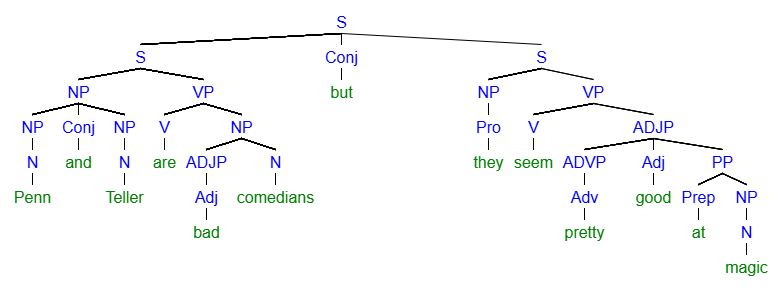 S
S Conj S
NP VP but NP VP
NP Conj NP V NP Pro V ADJP
N and N are ADJP N they seem ADVP Adj PP
Penn Teller Adj comedians Adv good Prep NP
bad pretty at N
magic